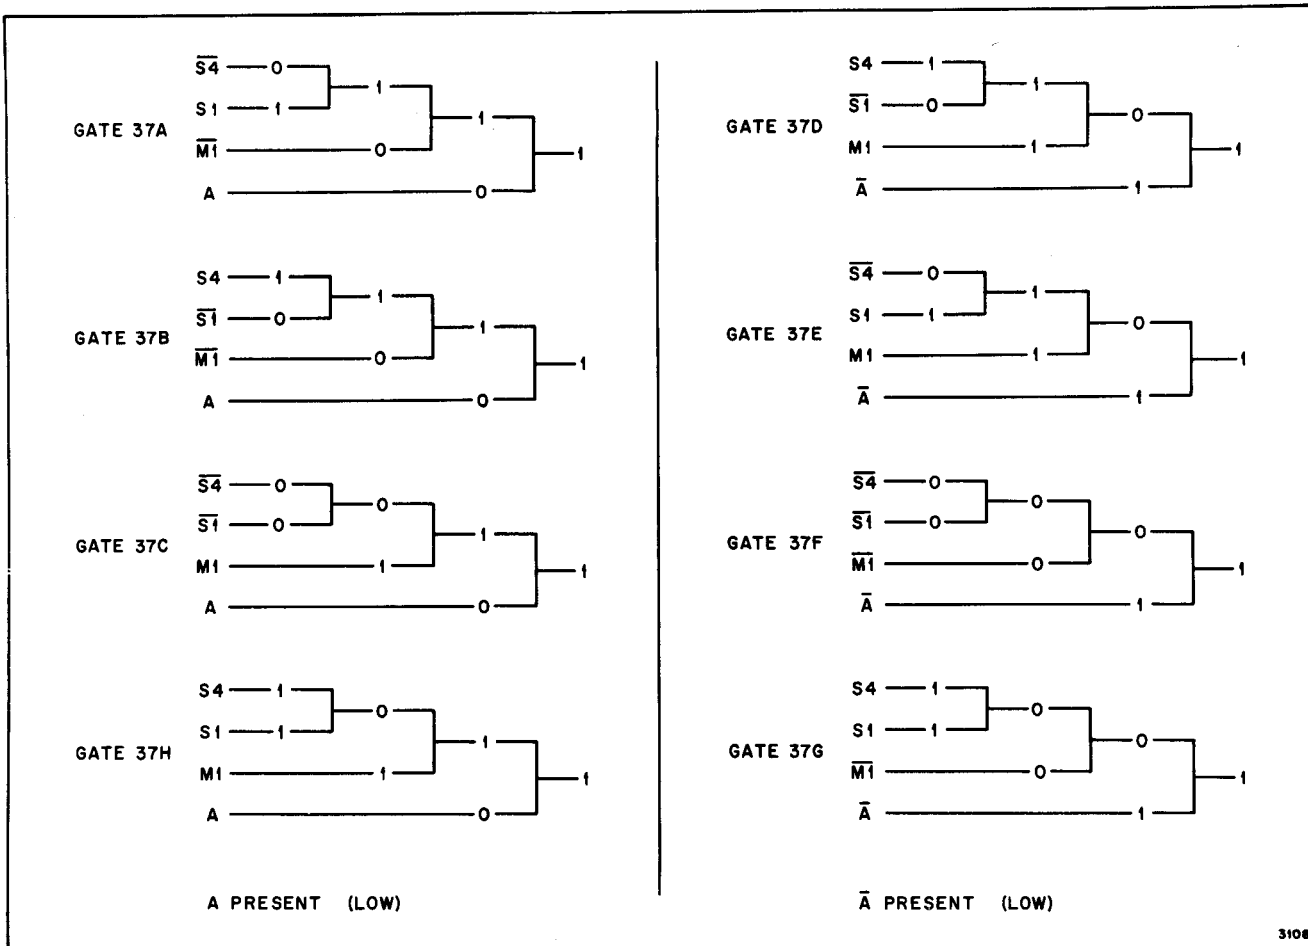 S̅4̅ 0
1
S1 1
1
GATE 37A
M̅1̅ 0
1
A 0
S4 1
1
S̅1̅ 0
1
GATE 37B
M̅1̅ 0
1
A 0
S̅4̅ 0
0
S̅1̅ 0
1
GATE 37C
M1 1
1
A 0
S4 1
0
S1 1
1
GATE 37H
M1 1
1
A 0
A PRESENT (LOW)
S4 1
1
S̅1̅ 0
0
GATE 37D
M1 1
1
A̅ 1
S̅4̅ 0
1
S1 1
0
GATE 37E
M1 1
1
A̅ 1
S̅4̅ 0
0
S̅1̅ 0
0
GATE 37F
M̅1̅ 0
1
A̅ 1
S4 1
0
S1 1
0
GATE 37G
M̅1̅ 0
1
A̅ 1
A̅ PRESENT (LOW)
3108